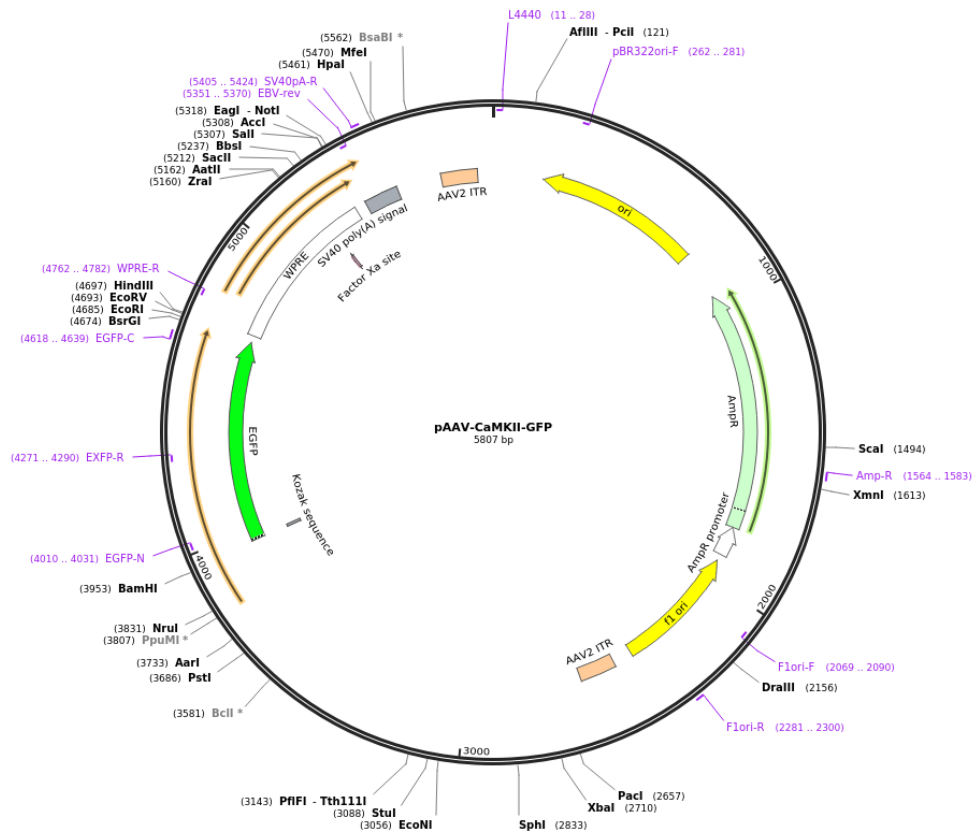 L4440 (11 .. 28)
AflIII - PciI (121)
pBR322ori-F (262 .. 281)
(5562) BsaBI *
(5470) MfeI
(5461) HpaI
(5405 .. 5424) SV40pA-R
(5351 .. 5370) EBV-rev
(5318) EagI - NotI
(5308) AccI
(5307) SalI
(5237) BbsI
(5212) SacII
(5162) AatII
(5160) ZraI
AAV2 ITR
ori
SV40 poly(A) signal
WPRE
Factor Xa site
5000
1000
(4762 .. 4782) WPRE-R
(4697) HindIII
(4693) EcoRV
(4685) EcoRI
(4674) BsrGI
(4618 .. 4639) EGFP-C
AmpR
pAAV-CaMKII-GFP
5807 bp
EGFP
ScaI (1494)
(4271 .. 4290) EXFP-R
Amp-R (1564 .. 1583)
XmnI (1613)
Kozak sequence
AmpR promoter
(4010 .. 4031) EGFP-N
4000
(3953) BamHI
2000
f1 ori
(3831) NruI
(3807) PpuMI *
(3733) AarI
(3686) PstI
AAV2 ITR
F1ori-F (2069 .. 2090)
DraIII (2156)
(3581) BclI *
F1ori-R (2281 .. 2300)
3000
(3143) PflFI - Tth111I
(3088) StuI
(3056) EcoNI
PacI (2657)
XbaI (2710)
SphI (2833)